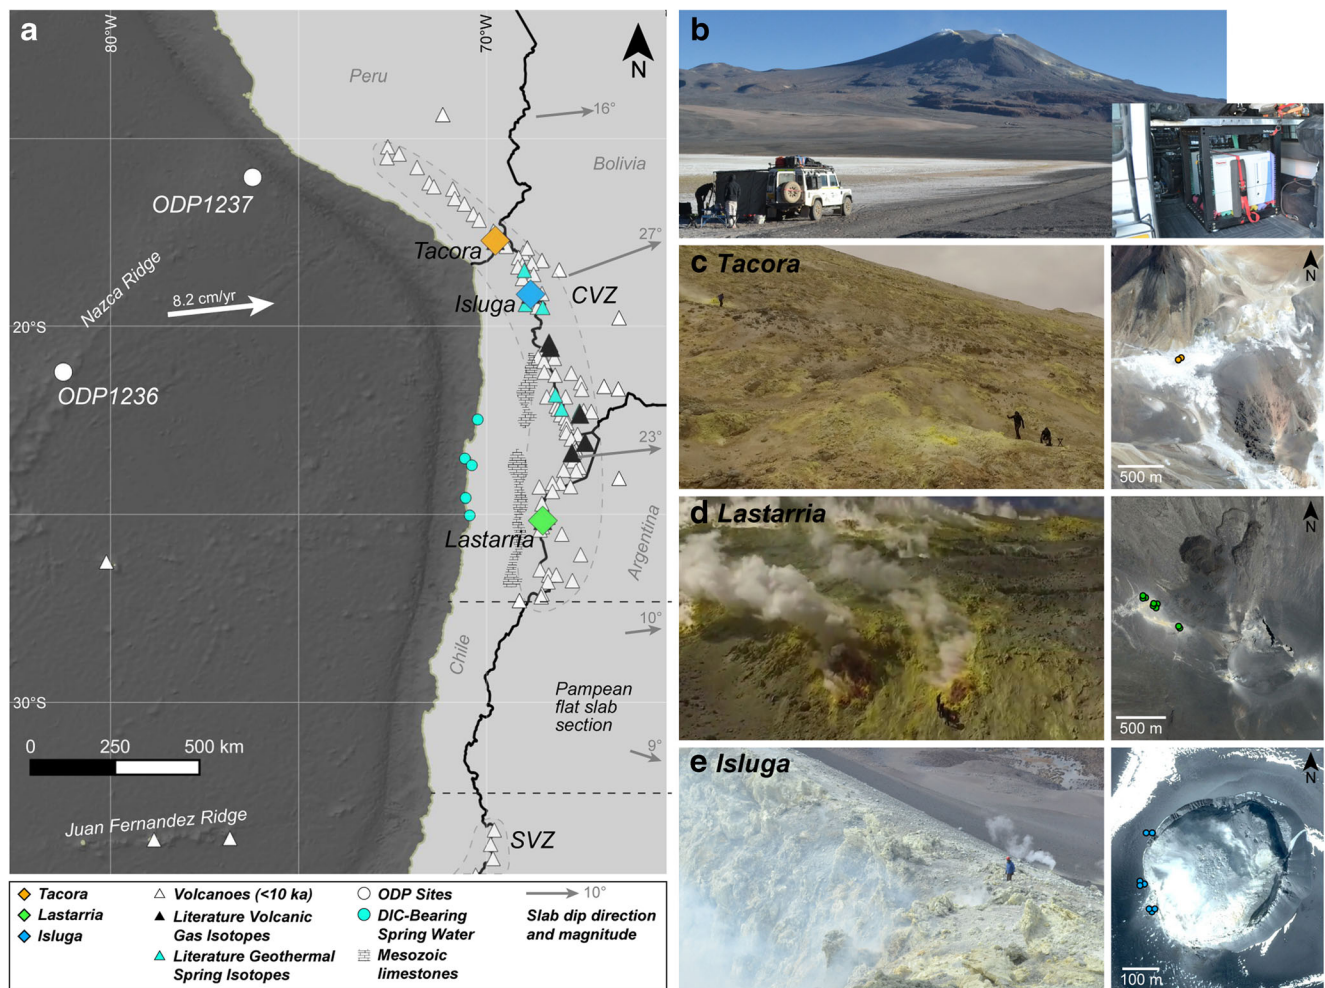 a
80°W
70°W
N
Peru
16°
Bolivia
ODP1237
Tacora
27°
Nazca Ridge
8.2 cm/yr
Isluga
CVZ
20°S
ODP1236
23°
Lastarria
Argentina
10°
Chile
30°S
Pampean
flat slab
section
0 250 500 km
9°
Juan Fernandez Ridge
SVZ
Tacora
Lastarria
Isluga
Volcanoes (<10 ka)
Literature Volcanic
Gas Isotopes
Literature Geothermal
Spring Isotopes
ODP Sites
DIC-Bearing
Spring Water
Mesozoic
limestones
10°
Slab dip direction
and magnitude
b
c Tacora
N
500 m
d Lastarria
N
500 m
e Isluga
N
100 m